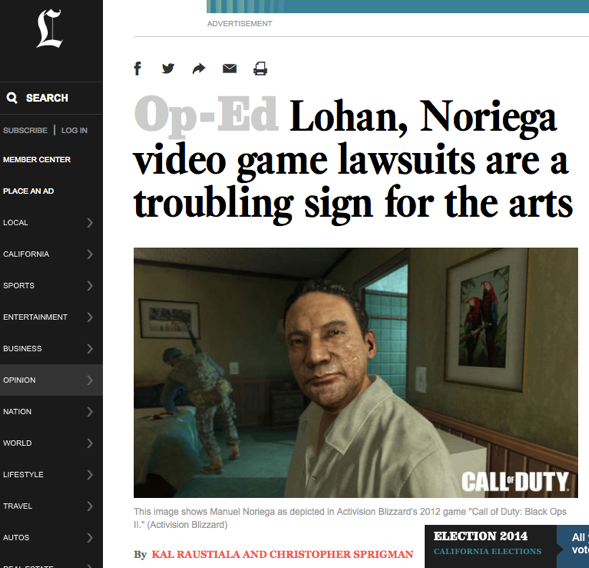 L
ADVERTISEMENT
SEARCH
SUBSCRIBE | LOG IN
MEMBER CENTER
PLACE AN AD
LOCAL
CALIFORNIA
SPORTS
ENTERTAINMENT
BUSINESS
OPINION
NATION
WORLD
LIFESTYLE
TRAVEL
AUTOS
REAL ESTATE
Op-Ed Lohan, Noriega
video game lawsuits are a
troubling sign for the arts
CALL OF DUTY
This image shows Manuel Noriega as depicted in Activision Blizzard's 2012 game "Call of Duty: Black Ops
II." (Activision Blizzard)
By KAL RAUSTIALA AND CHRISTOPHER SPRIGMAN
ELECTION 2014
CALIFORNIA ELECTIONS
All
vot